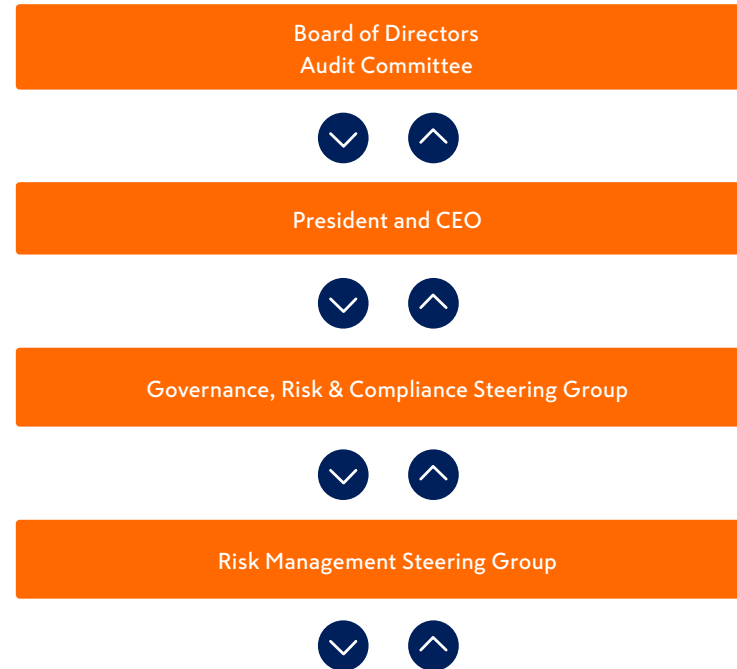 Board of Directors
Audit Committee
President and CEO
Governance, Risk & Compliance Steering Group
Risk Management Steering Group